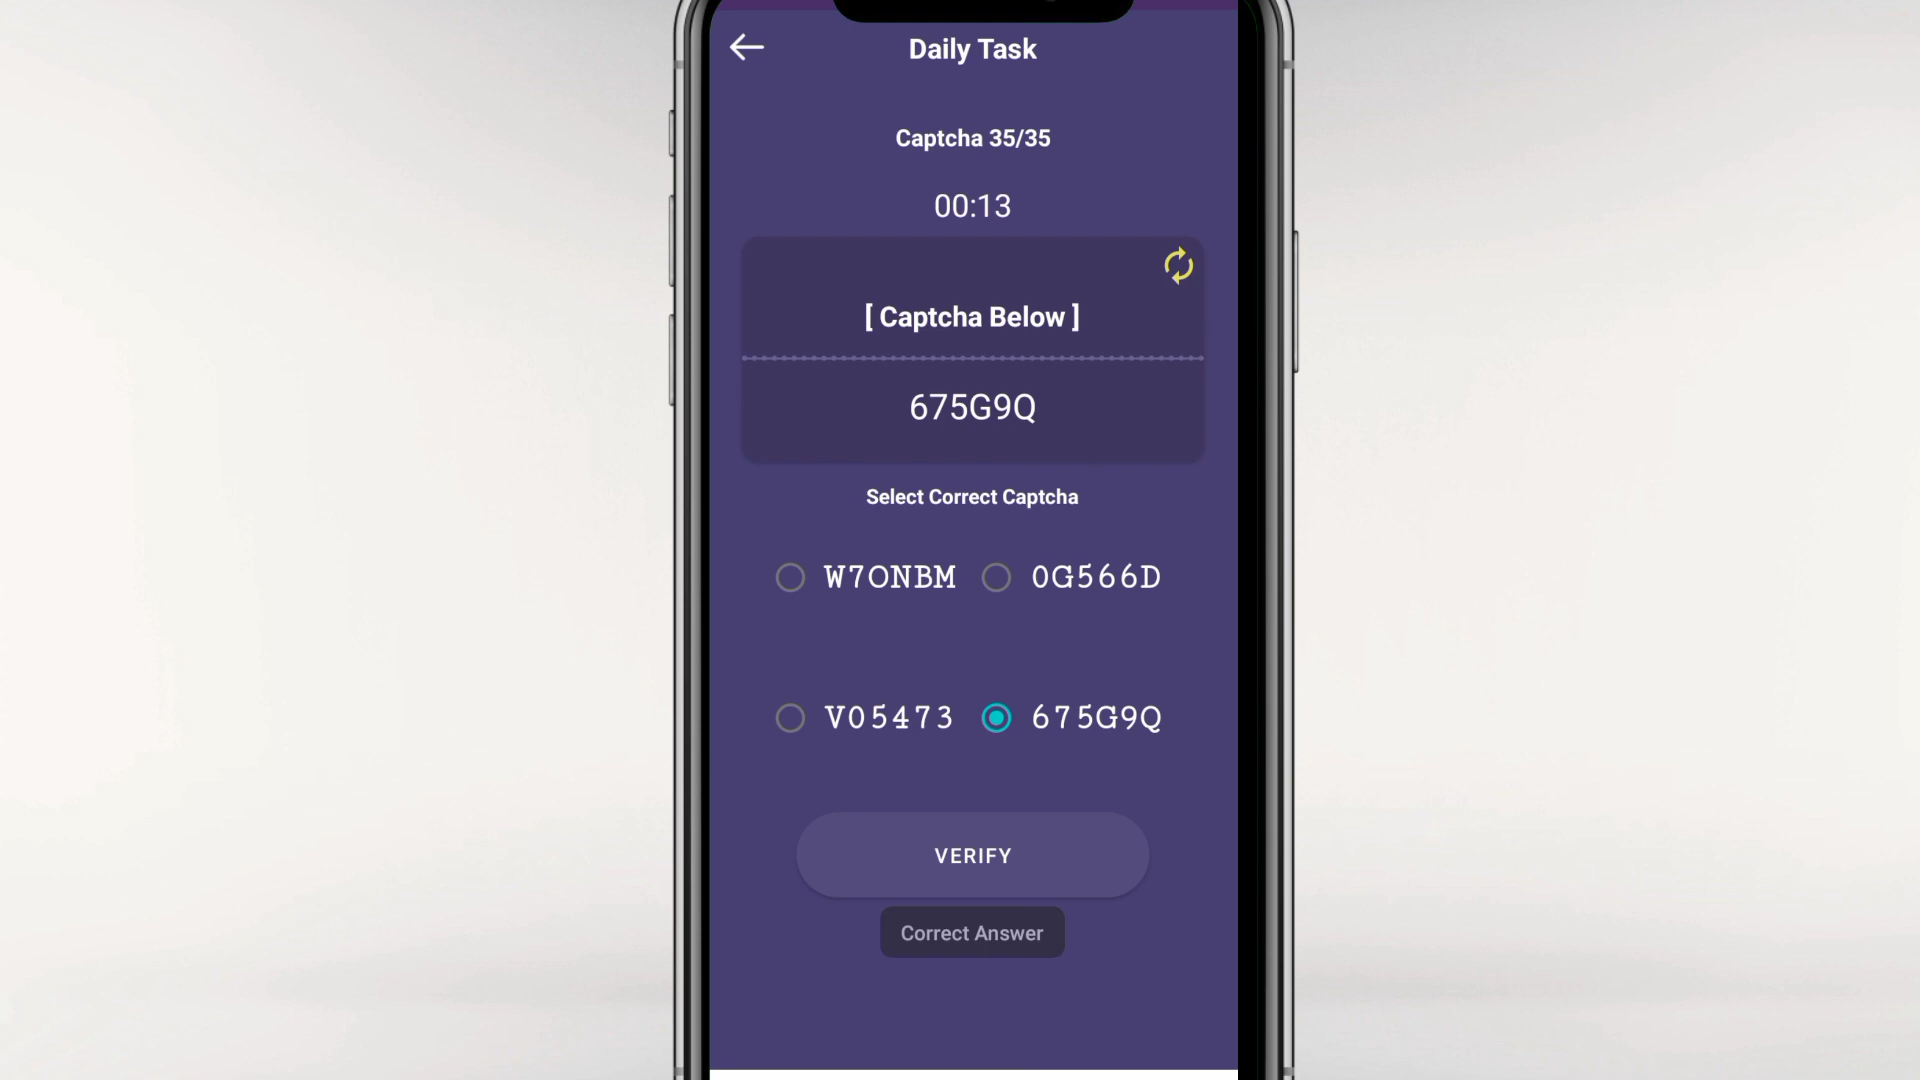 Daily Task
Captcha 35/35
00:13
[ Captcha Below ]
675G9Q
Select Correct Captcha
W7ONBM 0G566D
V05473 675G9Q
VERIFY
Correct Answer